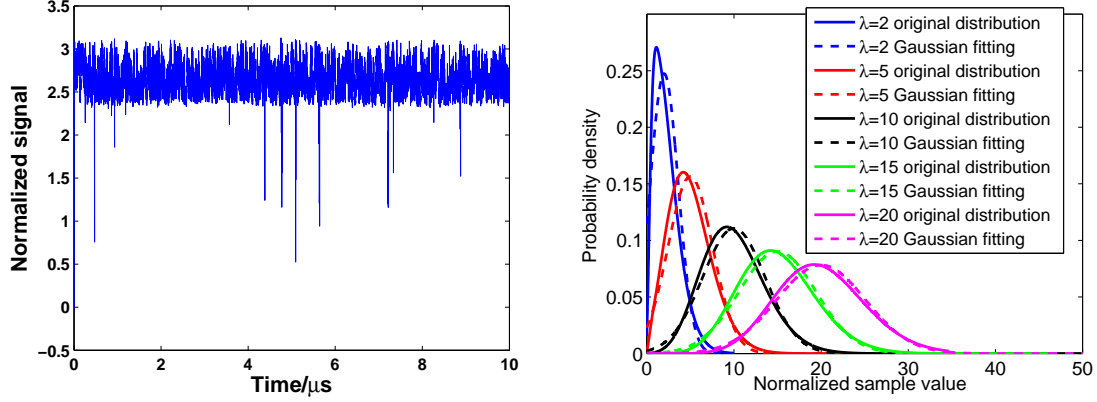 3.5
3
2.5
2
1.5
1
0.5
0
−0.5
0
2
4
6
8
10
Normalized signal
Time/μs
λ=2 original distribution
λ=2 Gaussian fitting
λ=5 original distribution
λ=5 Gaussian fitting
λ=10 original distribution
λ=10 Gaussian fitting
λ=15 original distribution
λ=15 Gaussian fitting
λ=20 original distribution
λ=20 Gaussian fitting
0.25
0.2
0.15
0.1
0.05
0
0
10
20
30
40
50
Probability density
Normalized sample value